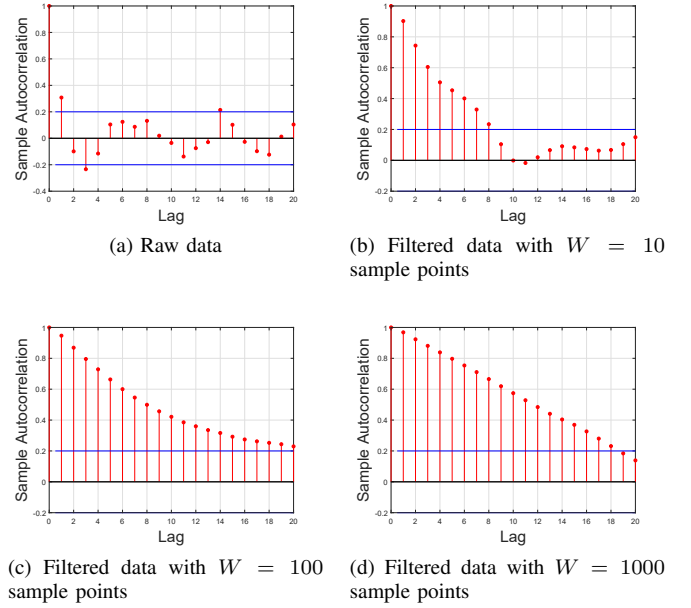 1
0.8
0.6
0.4
0.2
0
-0.2
-0.4
Sample Autocorrelation
0 2 4 6 8 10 12 14 16 18 20
Lag
(a) Raw data
1
0.8
0.6
0.4
0.2
0
-0.2
Sample Autocorrelation
0 2 4 6 8 10 12 14 16 18 20
Lag
(b) Filtered data with W = 10
sample points
1
0.8
0.6
0.4
0.2
0
-0.2
Sample Autocorrelation
0 2 4 6 8 10 12 14 16 18 20
Lag
(c) Filtered data with W = 100
sample points
1
0.8
0.6
0.4
0.2
0
-0.2
Sample Autocorrelation
0 2 4 6 8 10 12 14 16 18 20
Lag
(d) Filtered data with W = 1000
sample points